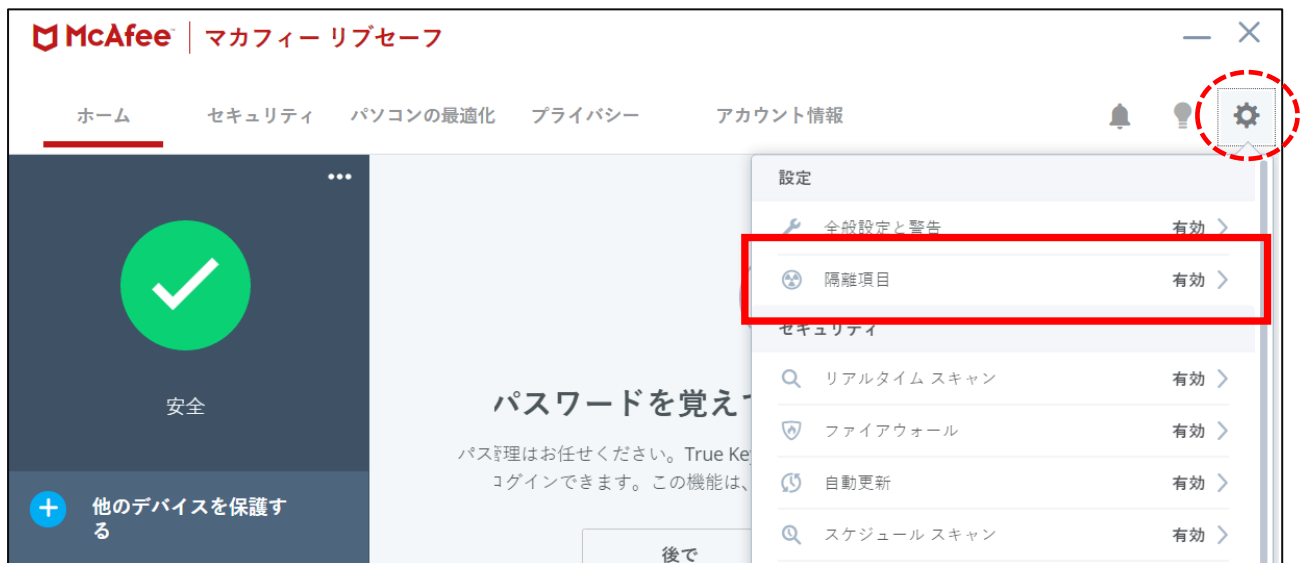 McAfee™ マカフィー リブセーフ
ホーム セキュリティ パソコンの最適化 プライバシー アカウント情報
設定
全般設定と警告 有効
隔離項目 有効
セキュリティ
リアルタイム スキャン 有効
ファイアウォール 有効
自動更新 有効
スケジュール スキャン 有効
安全
他のデバイスを保護す
る
パスワードを覚え
理はお任せください。True Ke
グインできます。この機能は、
後で